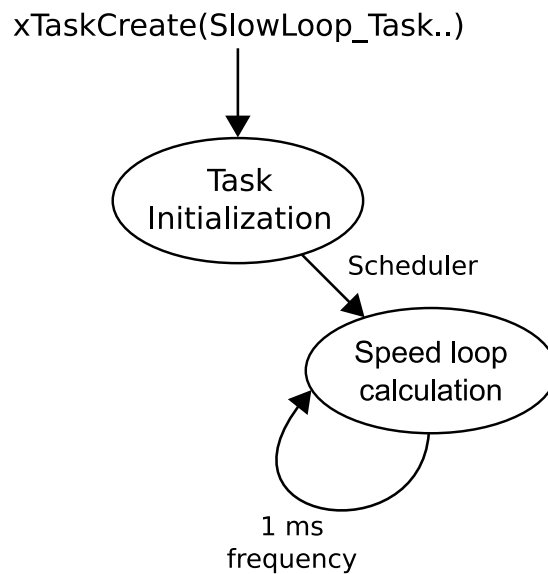 xTaskCreate(SlowLoop_Task..)
Task
Initialization
Scheduler
Speed loop
calculation
1 ms
frequency